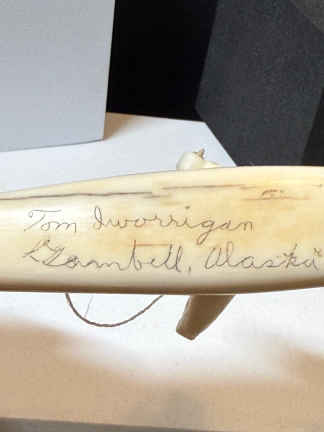 Tom Iworrigan
Gambell, Alaska